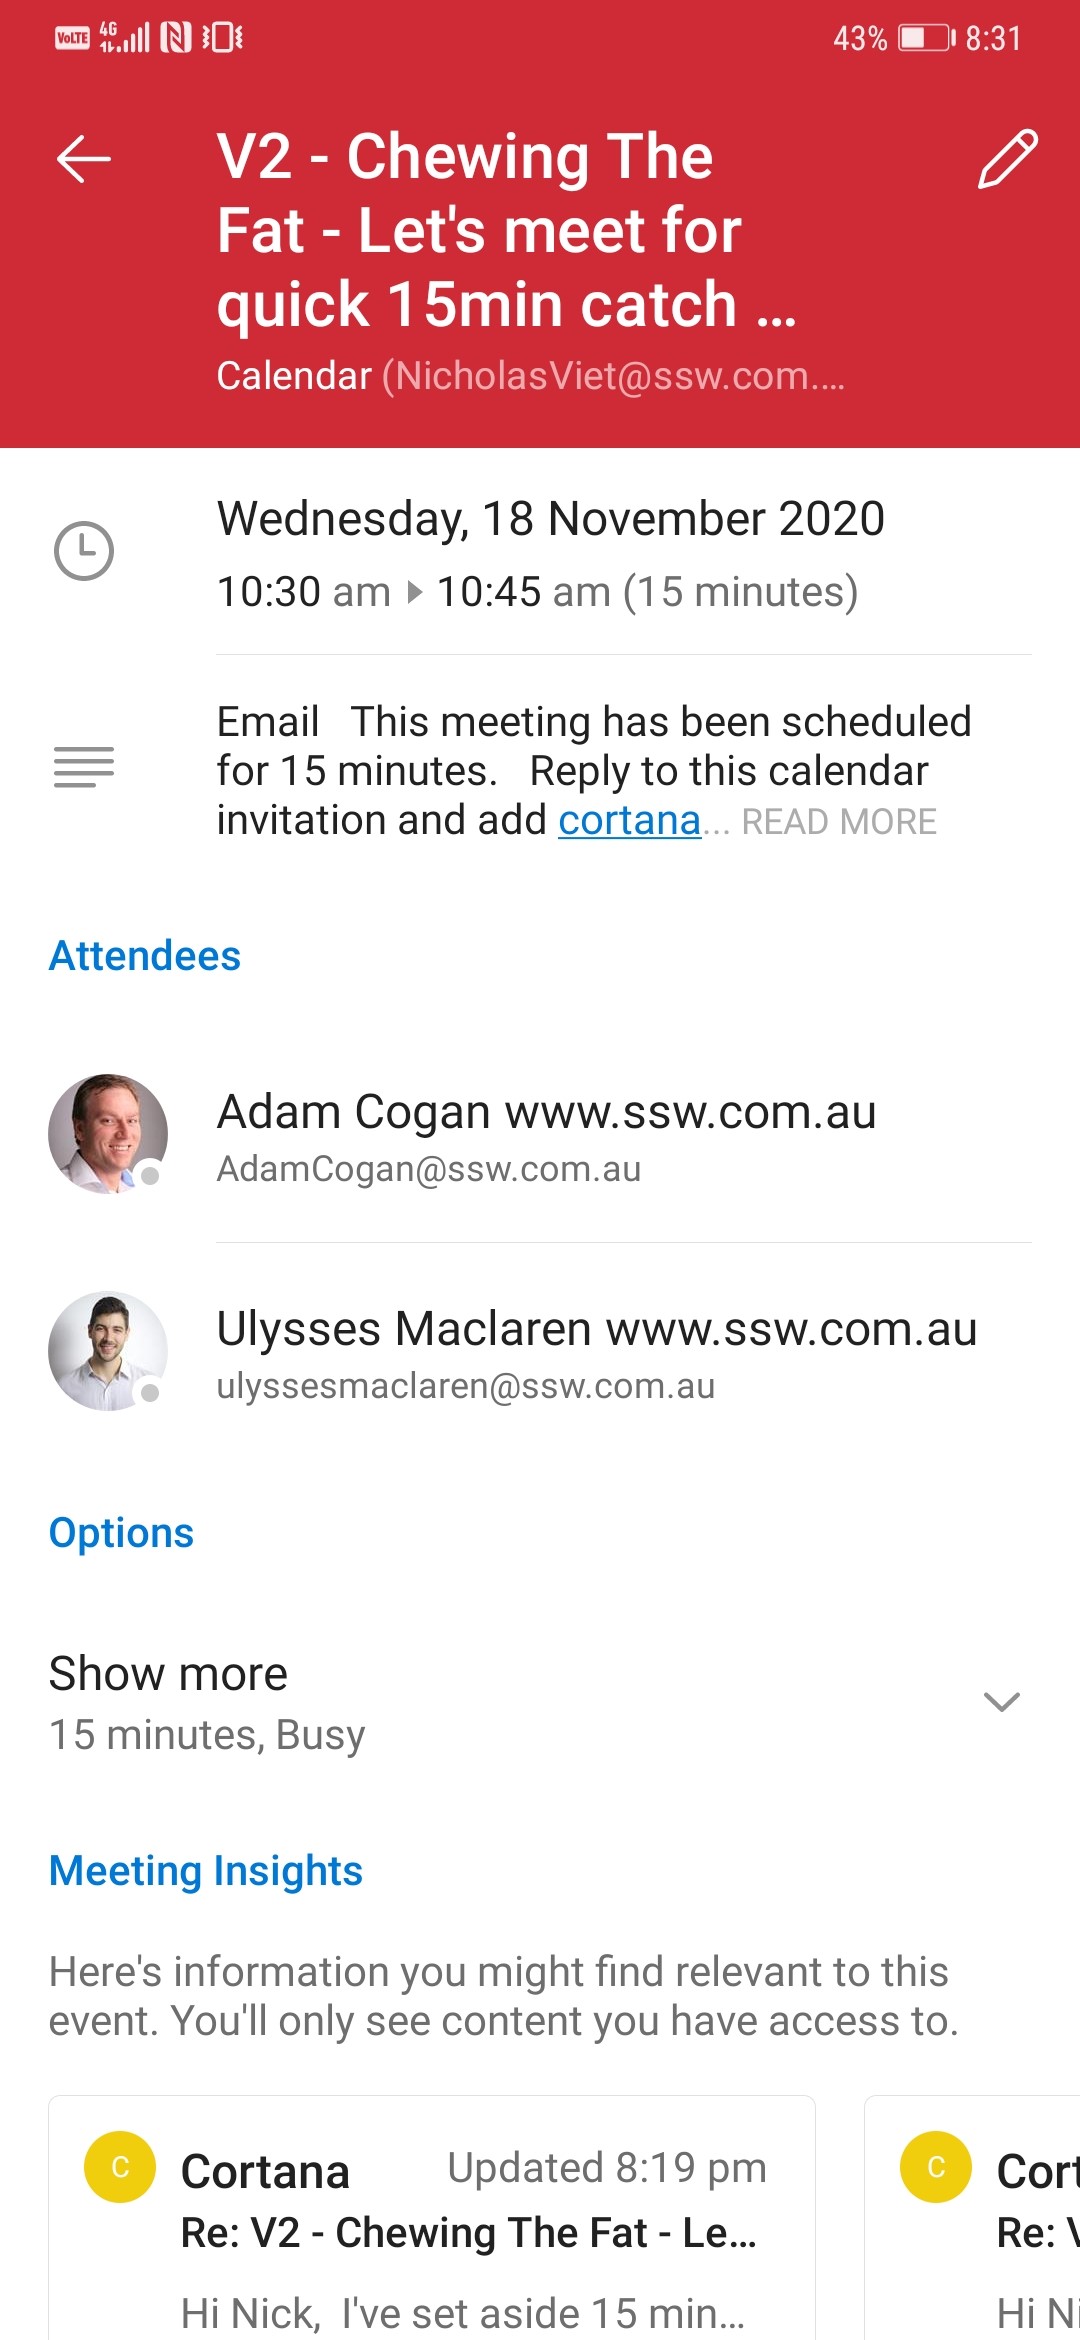 VoLTE 4G 43% 8:31
V2 - Chewing The
Fat - Let's meet for
quick 15min catch ...
Calendar (NicholasViet@ssw.com....
Wednesday, 18 November 2020
10:30 am ▸ 10:45 am (15 minutes)
Email   This meeting has been scheduled
for 15 minutes.   Reply to this calendar
invitation and add cortana... READ MORE
Attendees
Adam Cogan www.ssw.com.au
AdamCogan@ssw.com.au
Ulysses Maclaren www.ssw.com.au
ulyssesmaclaren@ssw.com.au
Options
Show more
15 minutes, Busy
Meeting Insights
Here's information you might find relevant to this
event. You'll only see content you have access to.
C Cortana Updated 8:19 pm
Re: V2 - Chewing The Fat - Le...
Hi Nick,  I've set aside 15 min...
C Cort
Re: V
Hi Ni